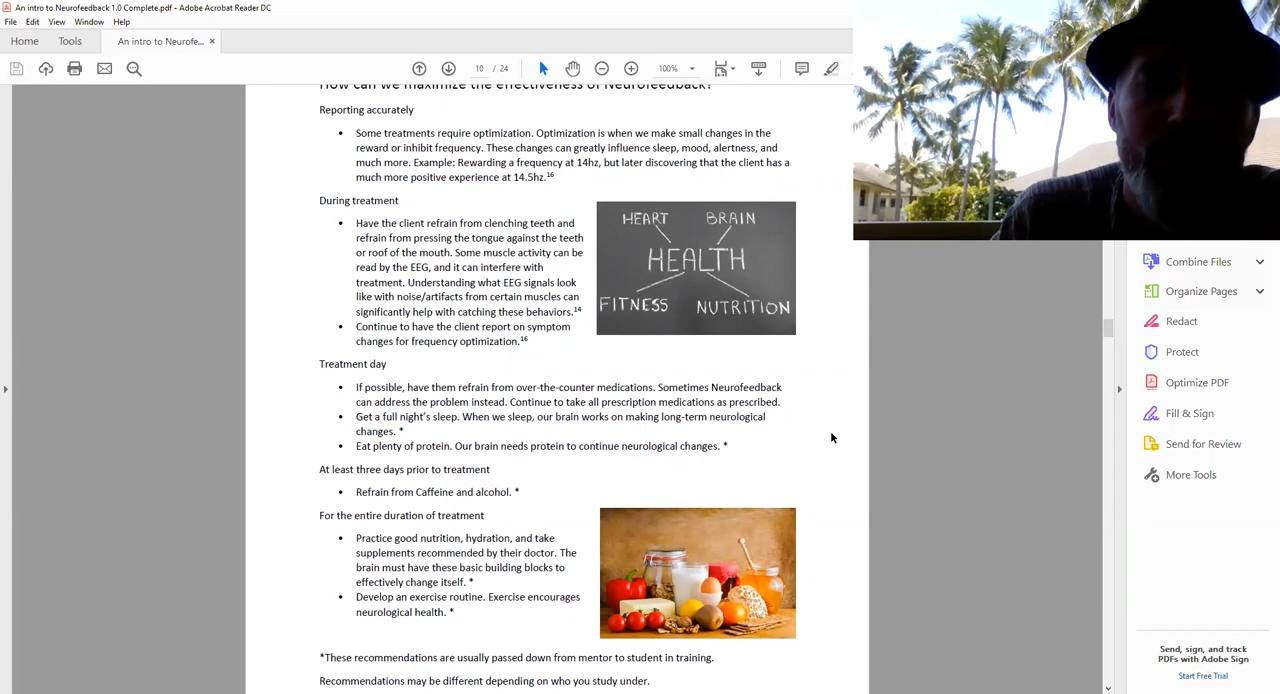 An intro to Neurofeedback 1.0 Complete.pdf - Adobe Acrobat Reader DC
File Edit View Window Help
Home Tools An intro to Neurofe... ×
10 / 24 100%
How can we maximize the effectiveness of Neurofeedback?
Reporting accurately
• Some treatments require optimization. Optimization is when we make small changes in the
reward or inhibit frequency. These changes can greatly influence sleep, mood, alertness, and
much more. Example: Rewarding a frequency at 14hz, but later discovering that the client has a
much more positive experience at 14.5hz.16
During treatment
• Have the client refrain from clenching teeth and
refrain from pressing the tongue against the teeth
or roof of the mouth. Some muscle activity can be
read by the EEG, and it can interfere with
treatment. Understanding what EEG signals look
like with noise/artifacts from certain muscles can
significantly help with catching these behaviors.14
• Continue to have the client report on symptom
changes for frequency optimization.16
HEART BRAIN
HEALTH
FITNESS NUTRITION
Treatment day
• If possible, have them refrain from over-the-counter medications. Sometimes Neurofeedback
can address the problem instead. Continue to take all prescription medications as prescribed.
• Get a full night's sleep. When we sleep, our brain works on making long-term neurological
changes. *
• Eat plenty of protein. Our brain needs protein to continue neurological changes. *
At least three days prior to treatment
• Refrain from Caffeine and alcohol. *
For the entire duration of treatment
• Practice good nutrition, hydration, and take
supplements recommended by their doctor. The
brain must have these basic building blocks to
effectively change itself. *
• Develop an exercise routine. Exercise encourages
neurological health. *
*These recommendations are usually passed down from mentor to student in training.
Recommendations may be different depending on who you study under.
Combine Files
Organize Pages
Redact
Protect
Optimize PDF
Fill & Sign
Send for Review
More Tools
Send, sign, and track
PDFs with Adobe Sign
Start Free Trial